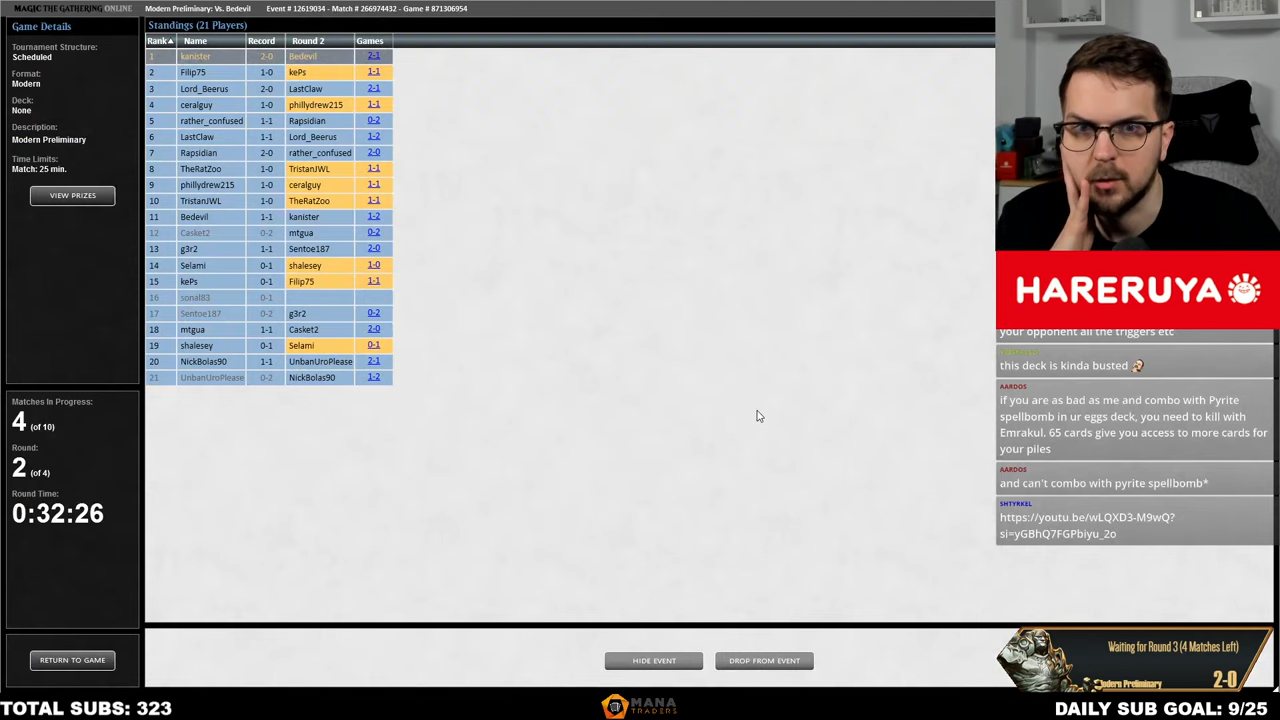 MAGIC THE GATHERING ONLINE
Modern Preliminary: Vs. Bedevil Event # 12619034 - Match # 266974432 - Game # 871306954
Game Details
Tournament Structure:
Scheduled
Format:
Modern
Deck:
None
Description:
Modern Preliminary
Time Limits:
Match: 25 min.
VIEW PRIZES
Matches In Progress:
4 (of 10)
Round:
2 (of 4)
Round Time:
0:32:26
RETURN TO GAME
Standings (21 Players)
Rank Name Record Round 2 Games
1 kanister 2-0 Bedevil 2-1
2 Filip75 1-0 kePs 1-1
3 Lord_Beerus 2-0 LastClaw 2-1
4 ceralguy 1-0 phillydrew215 1-1
5 rather_confused 1-1 Rapsidian 0-2
6 LastClaw 1-1 Lord_Beerus 1-2
7 Rapsidian 2-0 rather_confused 2-0
8 TheRatZoo 1-0 TristanJWL 1-1
9 phillydrew215 1-0 ceralguy 1-1
10 TristanJWL 1-0 TheRatZoo 1-1
11 Bedevil 1-1 kanister 1-2
12 Casket2 0-2 mtgua 0-2
13 g3r2 1-1 Sentoe187 2-0
14 Selami 0-1 shalesey 1-0
15 kePs 0-1 Filip75 1-1
16 sonal83 0-1
17 Sentoe187 0-2 g3r2 0-2
18 mtgua 1-1 Casket2 2-0
19 shalesey 0-1 Selami 0-1
20 NickBolas90 1-1 UnbanUroPlease 2-1
21 UnbanUroPlease 0-2 NickBolas90 1-2
HIDE EVENT
DROP FROM EVENT
HARERUYA
your opponent all the triggers etc
this deck is kinda busted
AARDOS
if you are as bad as me and combo with Pyrite
spellbomb in ur eggs deck, you need to kill with
Emrakul. 65 cards give you access to more cards for
your piles
AARDOS
and can't combo with pyrite spellbomb*
SHTYRKEL
https://youtu.be/wLQXD3-M9wQ?
si=yGBhQ7FGPbiyu_2o
Waiting for Round 3 (4 Matches Left)
Modern Preliminary 2-0
TOTAL SUBS: 323
MANA
TRADERS
DAILY SUB GOAL: 9/25